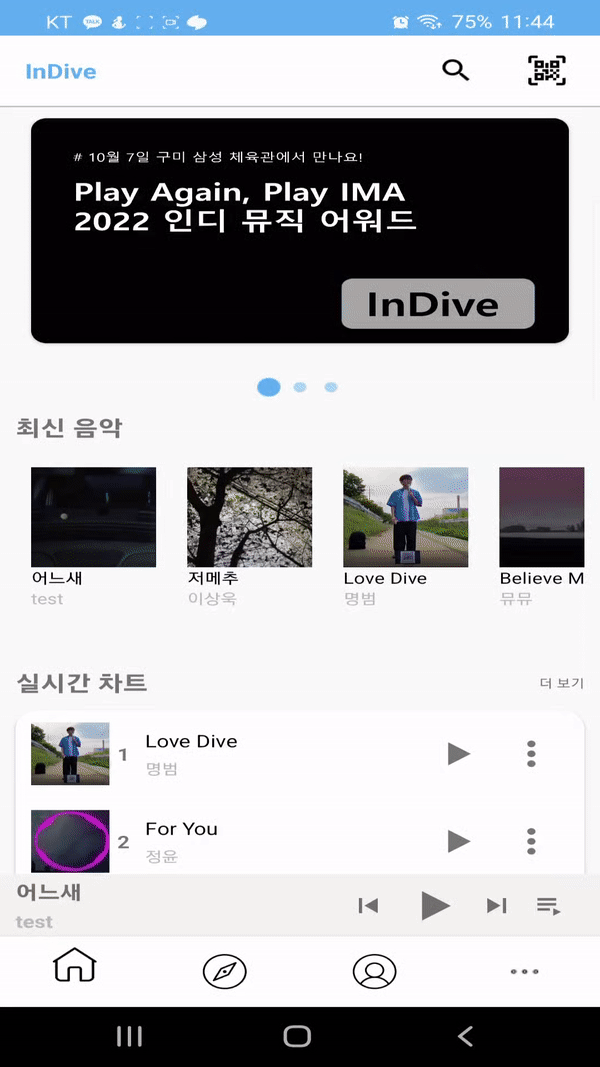 KT TALK 75% 11:44
InDive
# 10월 7일 구미 삼성 체육관에서 만나요!
Play Again, Play IMA
2022 인디 뮤직 어워드
InDive
최신 음악
어느새
test
저메추
이상욱
Love Dive
명범
Believe M
뮤뮤
실시간 차트
더 보기
1
Love Dive
명범
2
For You
정윤
어느새
test